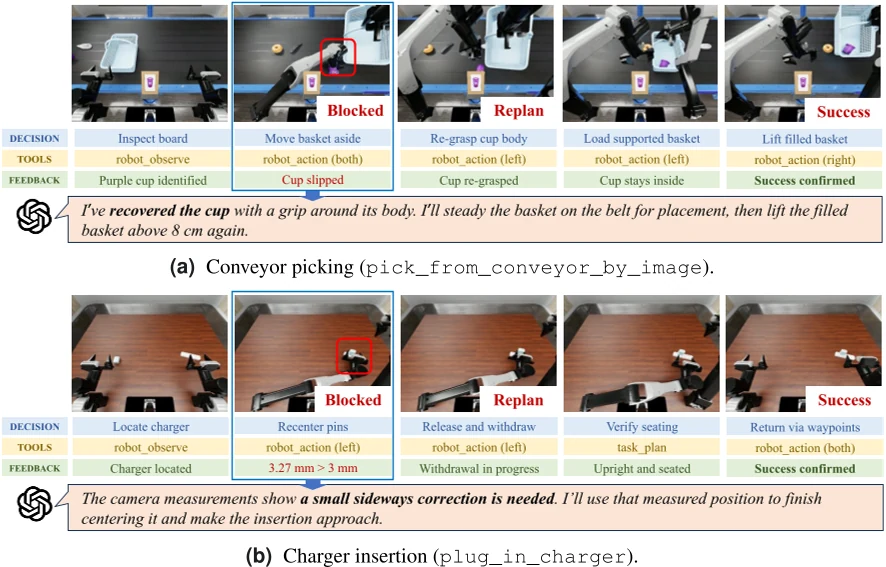 Blocked
Replan
Success
DECISION Inspect board Move basket aside Re-grasp cup body Load supported basket Lift filled basket
TOOLS robot_observe robot_action (both) robot_action (left) robot_action (left) robot_action (right)
FEEDBACK Purple cup identified Cup slipped Cup re-grasped Cup stays inside Success confirmed
I've recovered the cup with a grip around its body. I'll steady the basket on the belt for placement, then lift the filled
basket above 8 cm again.
(a) Conveyor picking (pick_from_conveyor_by_image).
Blocked
Replan
Success
DECISION Locate charger Recenter pins Release and withdraw Verify seating Return via waypoints
TOOLS robot_observe robot_action (left) robot_action (left) task_plan robot_action (both)
FEEDBACK Charger located 3.27 mm > 3 mm Withdrawal in progress Upright and seated Success confirmed
The camera measurements show a small sideways correction is needed. I'll use that measured position to finish
centering it and make the insertion approach.
(b) Charger insertion (plug_in_charger).